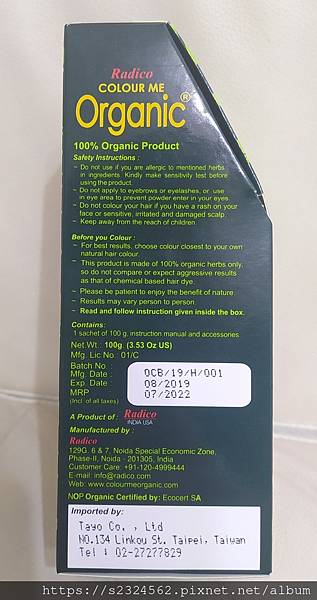 Radico
COLOUR ME
Organic®
100% Organic Product
Safety Instructions :
- Do not use if you are allergic to mentioned herbs
in ingredients. Kindly make sensitivity test before
using the product.
- Do not apply to eyebrows or eyelashes, or use
in eye area to prevent powder enter in your eyes.
- Do not colour your hair if you have a rash on your
face or sensitive, irritated and damaged scalp.
- Keep away from the reach of children.
Before you Colour :
- For best results, choose colour closest to your own
natural hair colour.
- This product is made of 100% organic herbs only,
so do not compare or expect aggressive results
as that of chemical based hair dye.
- Please be patient to enjoy the benefit of nature.
- Results may vary person to person.
- Read and follow instruction given inside the box.
Contains:
1 sachet of 100 g. instruction manual and accessories.
Net.Wt : 100g. (3.53 Oz US)
Mfg. Lic No : 01/C
Batch No. : OCB/19/H/001
Mfg. Date : 08/2019
Exp. Date : 07/2022
MRP
(Incl. of all taxes)
A Product of : Radico
INDIA USA
Manufactured by :
Radico
129G. 6 & 7, Noida Special Economic Zone,
Phase-II, Noida - 201305, India
Customer Care: +91-120-4999444
E-mail: info@radico.com
Web: www.colourmeorganic.com
NOP Organic Certified by: Ecocert SA
Imported by:
Tayo Co. , Ltd
NO.134 Linkou St. Taipei, Taiwan
Tel : 02-27277829
https://s2324562.pixnet.net/album